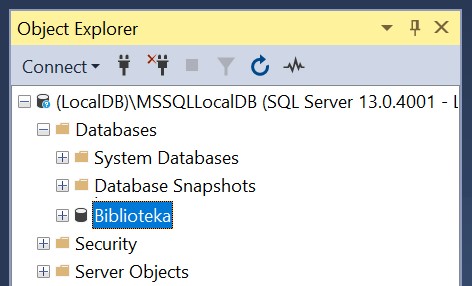 Object Explorer
Connect
(LocalDB)\MSSQLLocalDB (SQL Server 13.0.4001 - L
Databases
System Databases
Database Snapshots
Biblioteka
Security
Server Objects